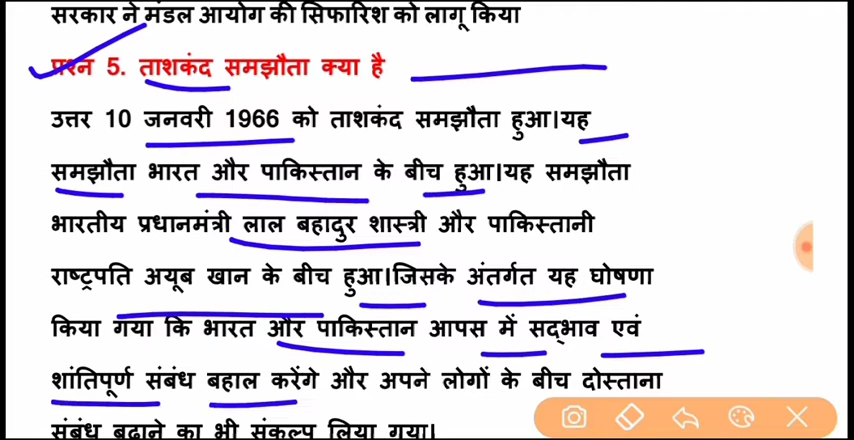 सरकार ने मंडल आयोग की सिफारिश को लागू किया
प्रश्न 5. ताशकंद समझौता क्या है
उत्तर 10 जनवरी 1966 को ताशकंद समझौता हुआ।यह
समझौता भारत और पाकिस्तान के बीच हुआ।यह समझौता
भारतीय प्रधानमंत्री लाल बहादुर शास्त्री और पाकिस्तानी
राष्ट्रपति अयूब खान के बीच हुआ।जिसके अंतर्गत यह घोषणा
किया गया कि भारत और पाकिस्तान आपस में सद्भाव एवं
शांतिपूर्ण संबंध बहाल करेंगे और अपने लोगों के बीच दोस्ताना
संबंध बढ़ाने का भी संकल्प लिया गया।